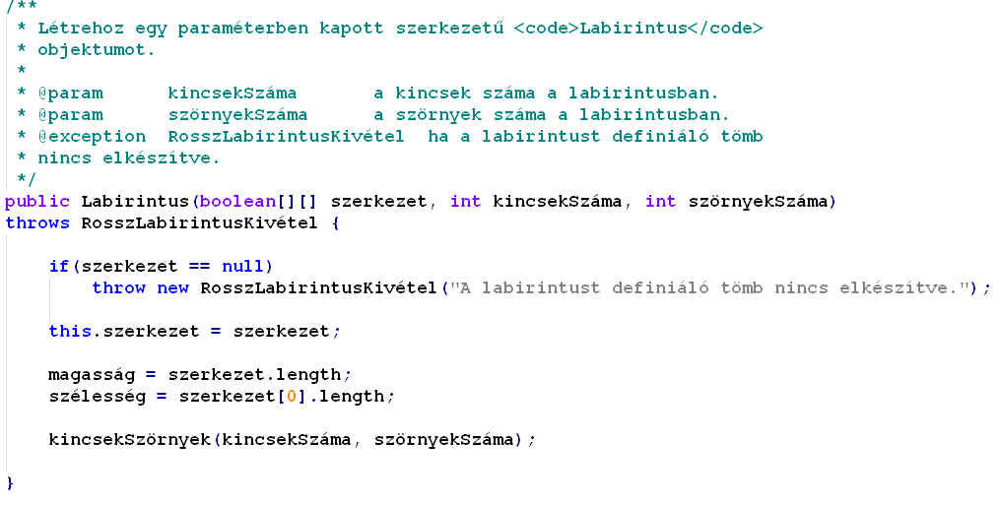 /**
 * Létrehoz egy paraméterben kapott szerkezetű <code>Labirintus</code>
 * objektumot.
 *
 * @param      kincsekSzáma       a kincsek száma a labirintusban.
 * @param      szörnyekSzáma      a szörnyek száma a labirintusban.
 * @exception  RosszLabirintusKivétel  ha a labirintust definiáló tömb
 * nincs elkészítve.
 */
public Labirintus(boolean[][] szerkezet, int kincsekSzáma, int szörnyekSzáma)
throws RosszLabirintusKivétel {
    if(szerkezet == null)
        throw new RosszLabirintusKivétel("A labirintust definiáló tömb nincs elkészítve.");
    this.szerkezet = szerkezet;
    magasság = szerkezet.length;
    szélesség = szerkezet[0].length;
    kincsekSzörnyek(kincsekSzáma, szörnyekSzáma);
}